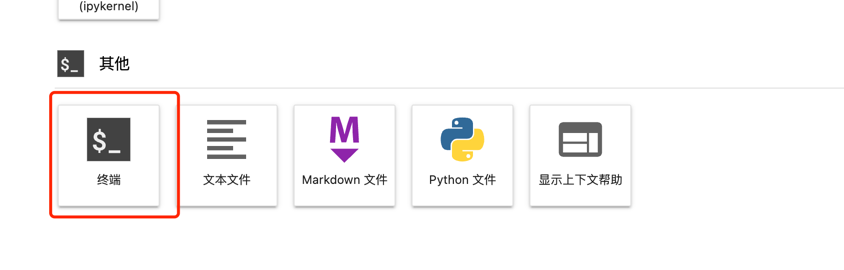 (ipykernel)
$_ 其他
$_
M
终端
文本文件
Markdown 文件
Python 文件
显示上下文帮助